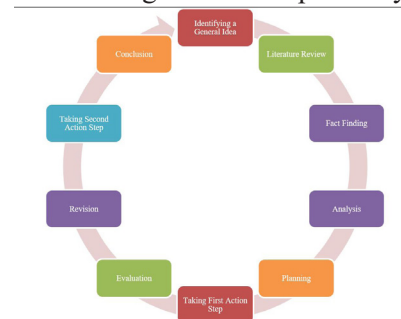 Identifying a
General Idea
Literature Review
Fact Finding
Analysis
Planning
Taking First Action
Step
Evaluation
Revision
Taking Second
Action Step
Conclusion